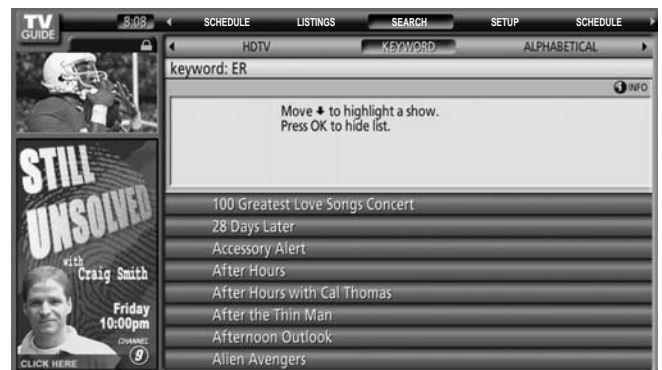 TV
GUIDE
8:08
SCHEDULE LISTINGS SEARCH SETUP SCHEDULE
HDTV KEYWORD ALPHABETICAL
keyword: ER
i INFO
Move ↓ to highlight a show.
Press OK to hide list.
100 Greatest Love Songs Concert
28 Days Later
Accessory Alert
After Hours
After Hours with Cal Thomas
After the Thin Man
Afternoon Outlook
Alien Avengers
STILL
UNSOLVED
with
Craig Smith
Friday
10:00pm
CHANNEL
9
CLICK HERE